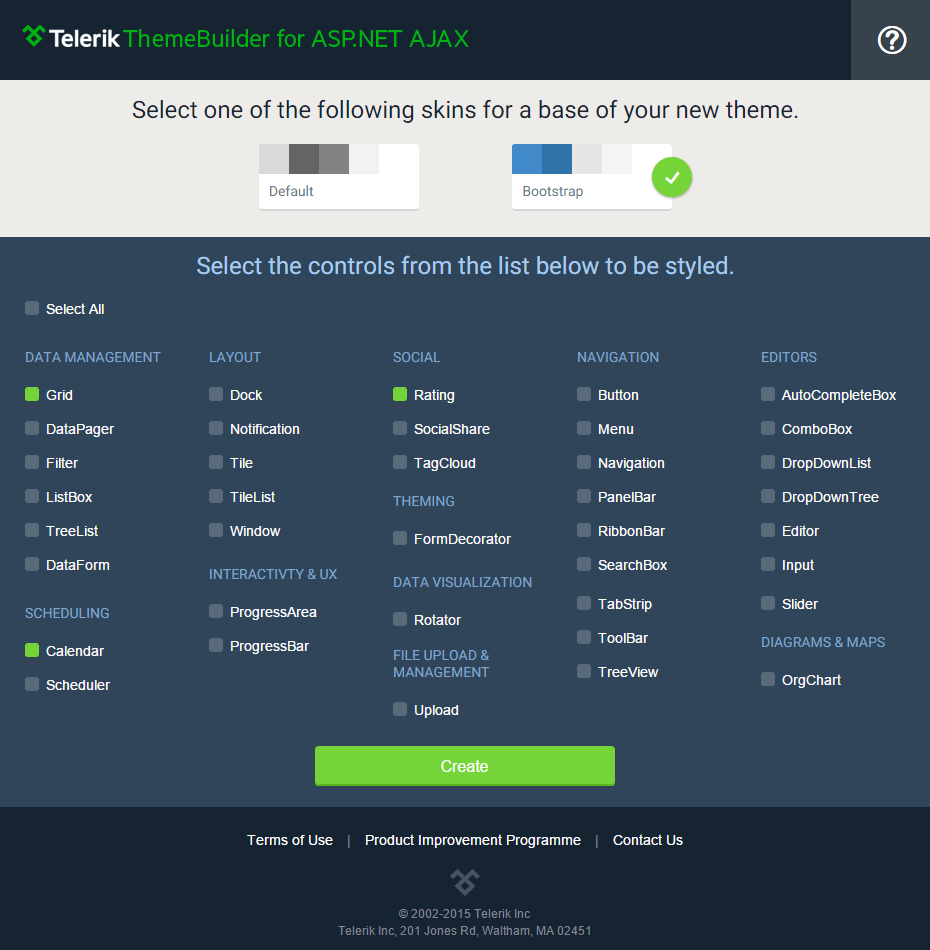 Telerik ThemeBuilder for ASP.NET AJAX
Select one of the following skins for a base of your new theme.
Default
Bootstrap
Select the controls from the list below to be styled.
Select All
DATA MANAGEMENT
Grid
DataPager
Filter
ListBox
TreeList
DataForm
SCHEDULING
Calendar
Scheduler
LAYOUT
Dock
Notification
Tile
TileList
Window
INTERACTIVTY & UX
ProgressArea
ProgressBar
SOCIAL
Rating
SocialShare
TagCloud
THEMING
FormDecorator
DATA VISUALIZATION
Rotator
FILE UPLOAD &
MANAGEMENT
Upload
NAVIGATION
Button
Menu
Navigation
PanelBar
RibbonBar
SearchBox
TabStrip
ToolBar
TreeView
EDITORS
AutoCompleteBox
ComboBox
DropDownList
DropDownTree
Editor
Input
Slider
DIAGRAMS & MAPS
OrgChart
Create
Terms of Use | Product Improvement Programme | Contact Us
© 2002-2015 Telerik Inc
Telerik Inc, 201 Jones Rd, Waltham, MA 02451